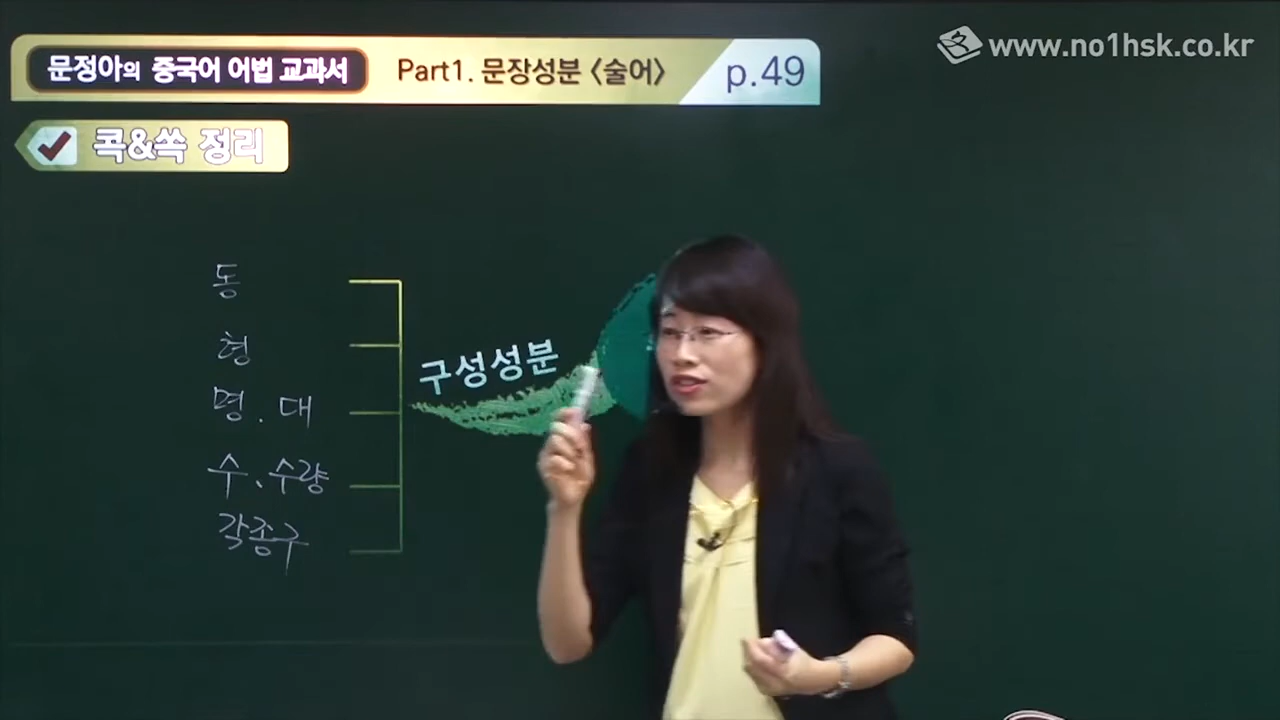 문정아의 중국어 어법 교과서 Part1. 문장성분 <술어> p.49
www.no1hsk.co.kr
콕&쏙 정리
동
형
구성성분
명 . 대
수 、 수량
각종구